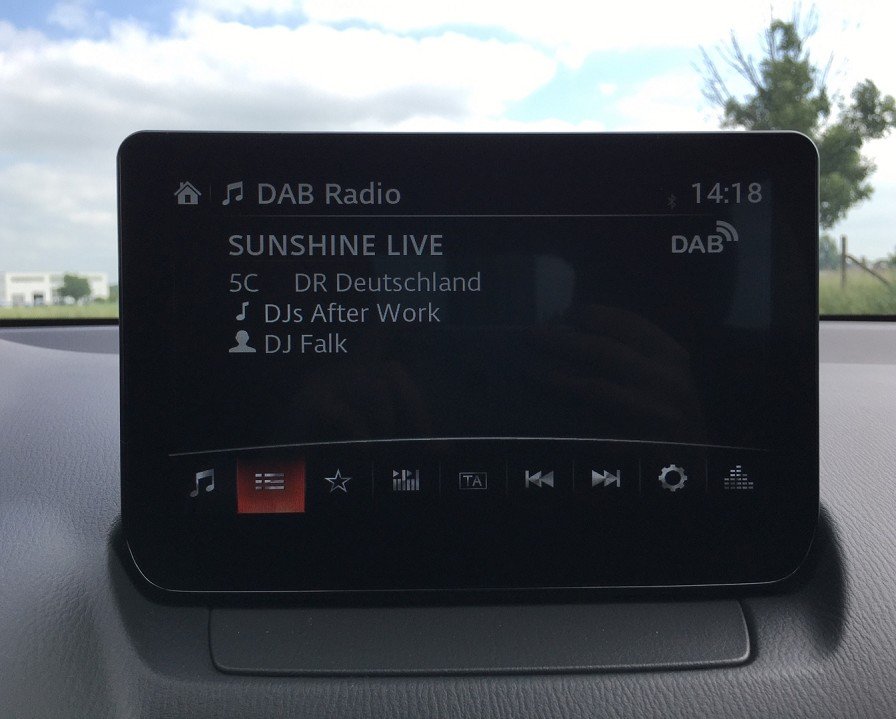 DAB Radio 14:18
SUNSHINE LIVE DAB
5C DR Deutschland
DJs After Work
DJ Falk
TA